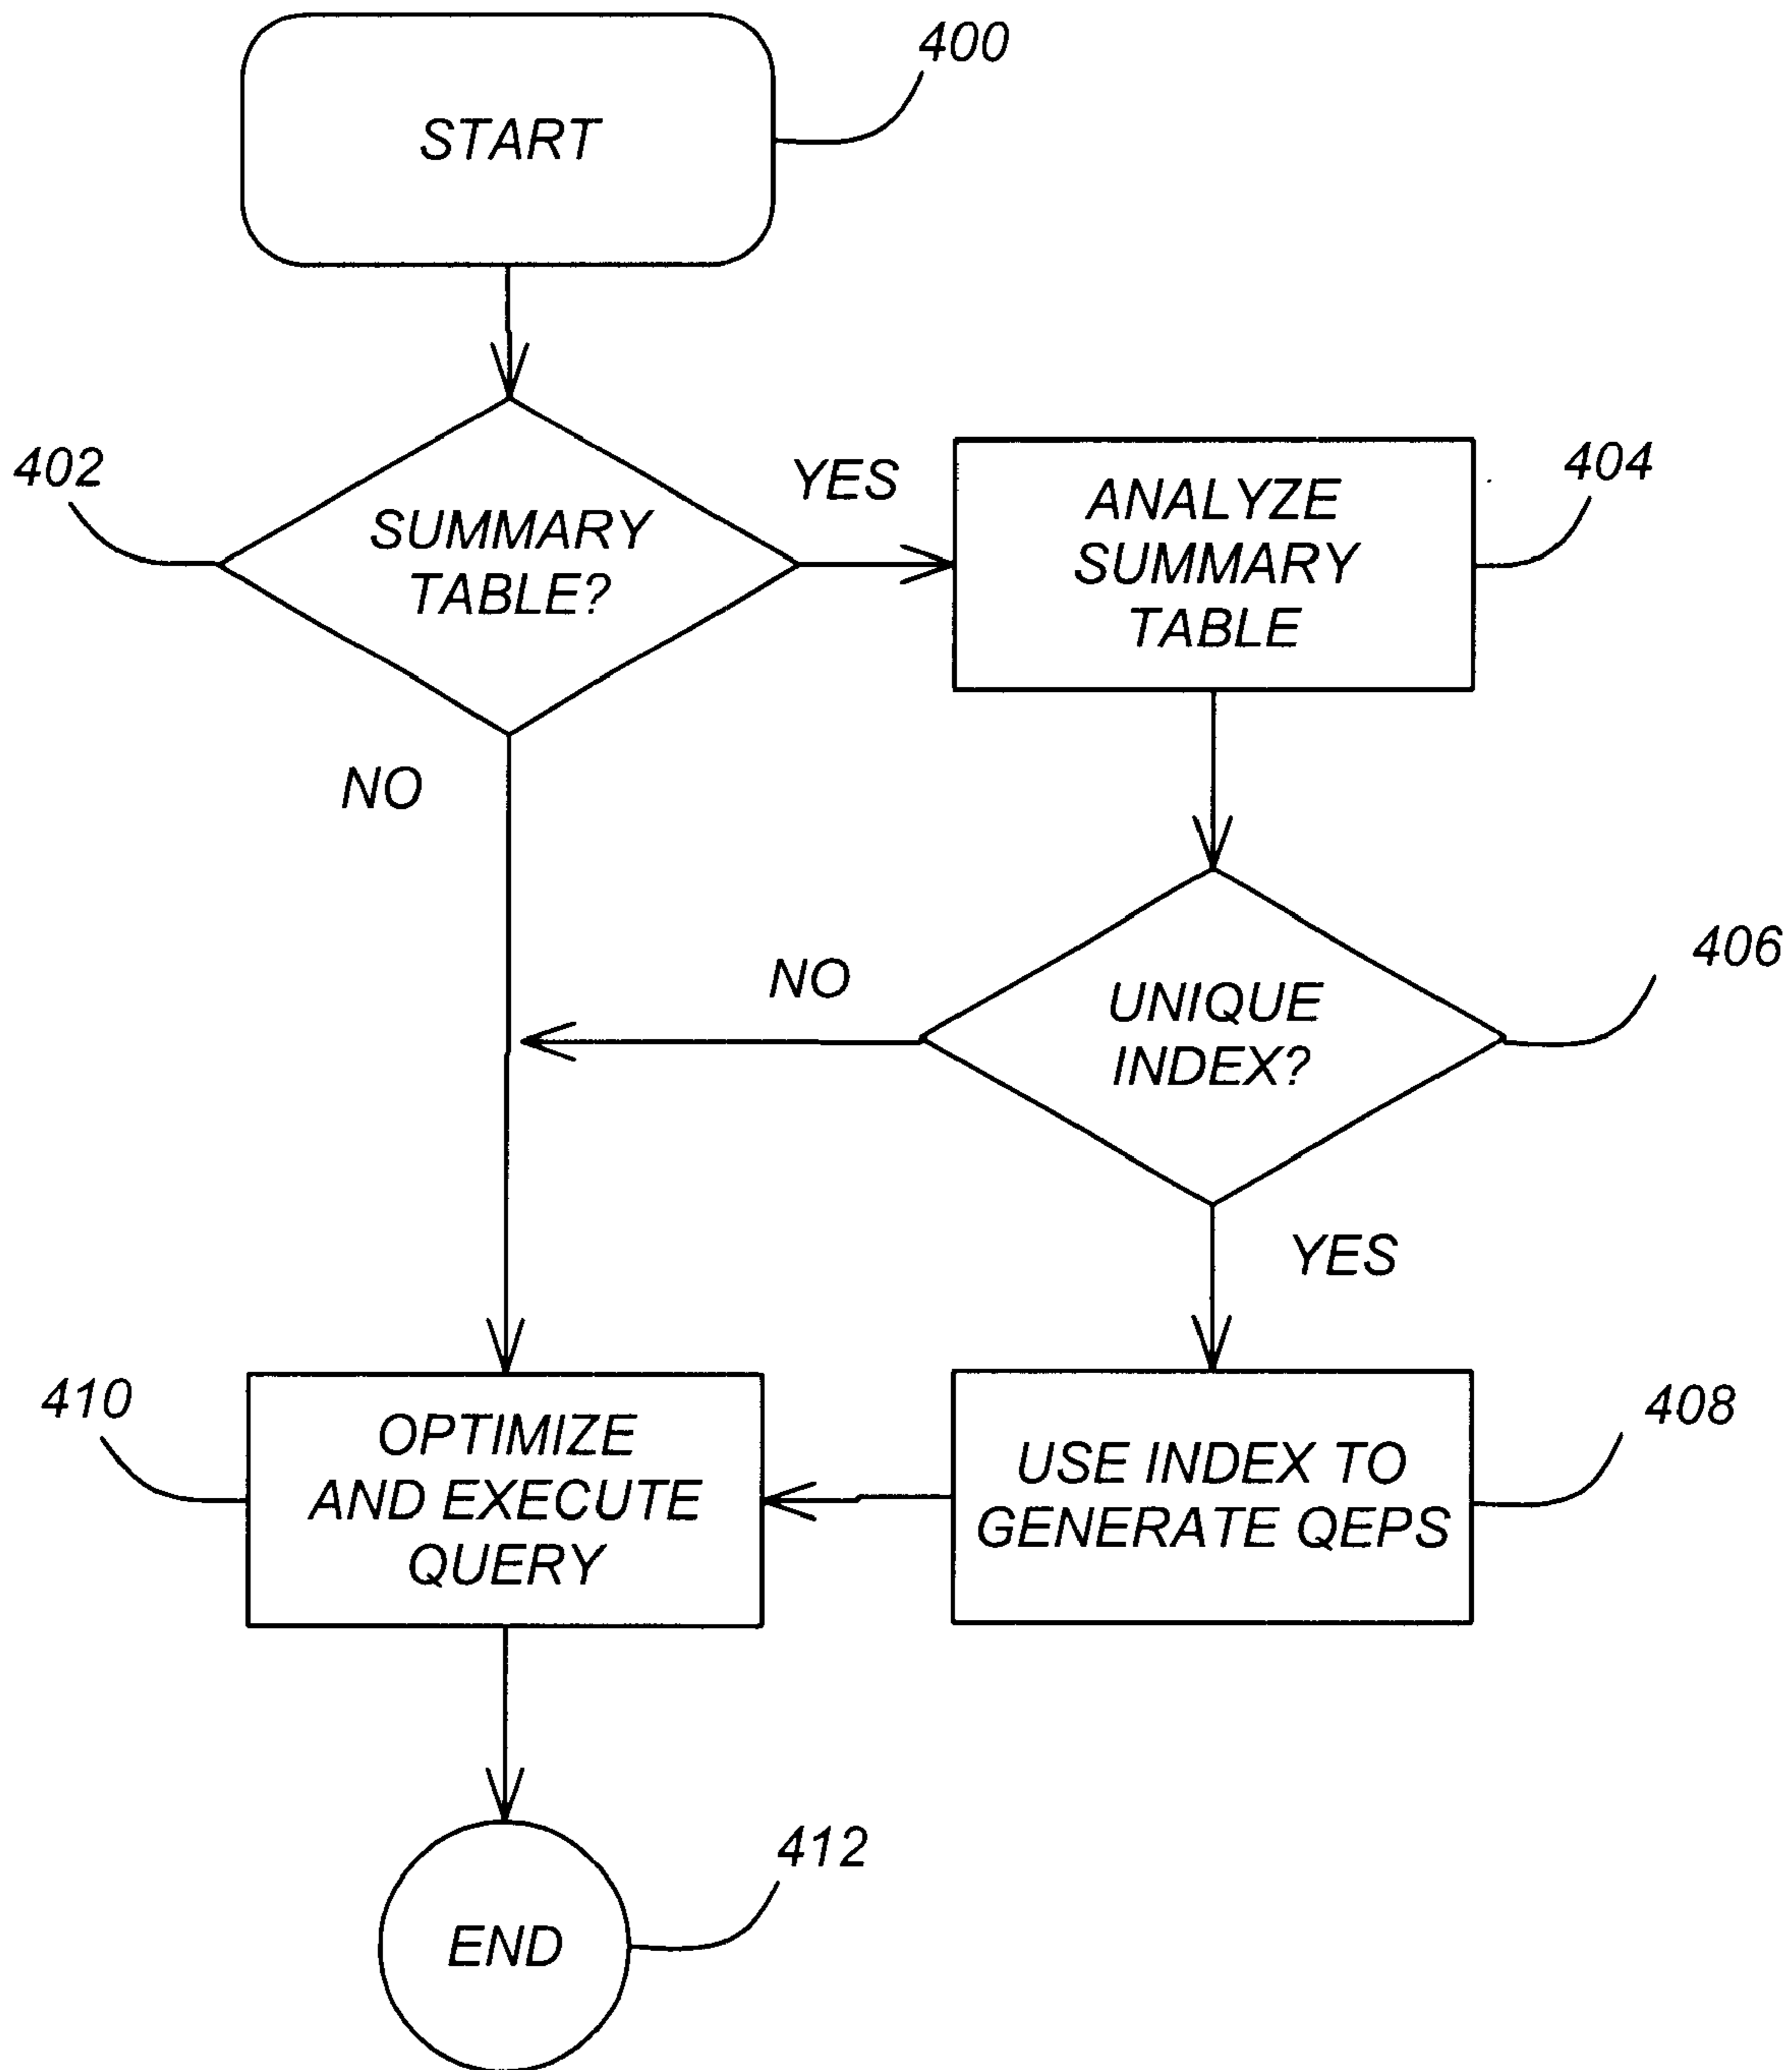 START
400
402
SUMMARY
TABLE?
YES
ANALYZE
SUMMARY
TABLE
404
NO
NO
UNIQUE
INDEX?
406
YES
410
OPTIMIZE
AND EXECUTE
QUERY
USE INDEX TO
GENERATE QEPS
408
END
412